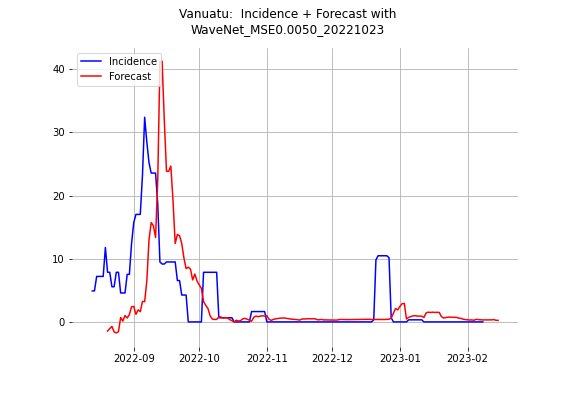 Vanuatu:  Incidence + Forecast with
WaveNet_MSE0.0050_20221023
Incidence
Forecast
40
30
20
10
0
2022-09
2022-10
2022-11
2022-12
2023-01
2023-02